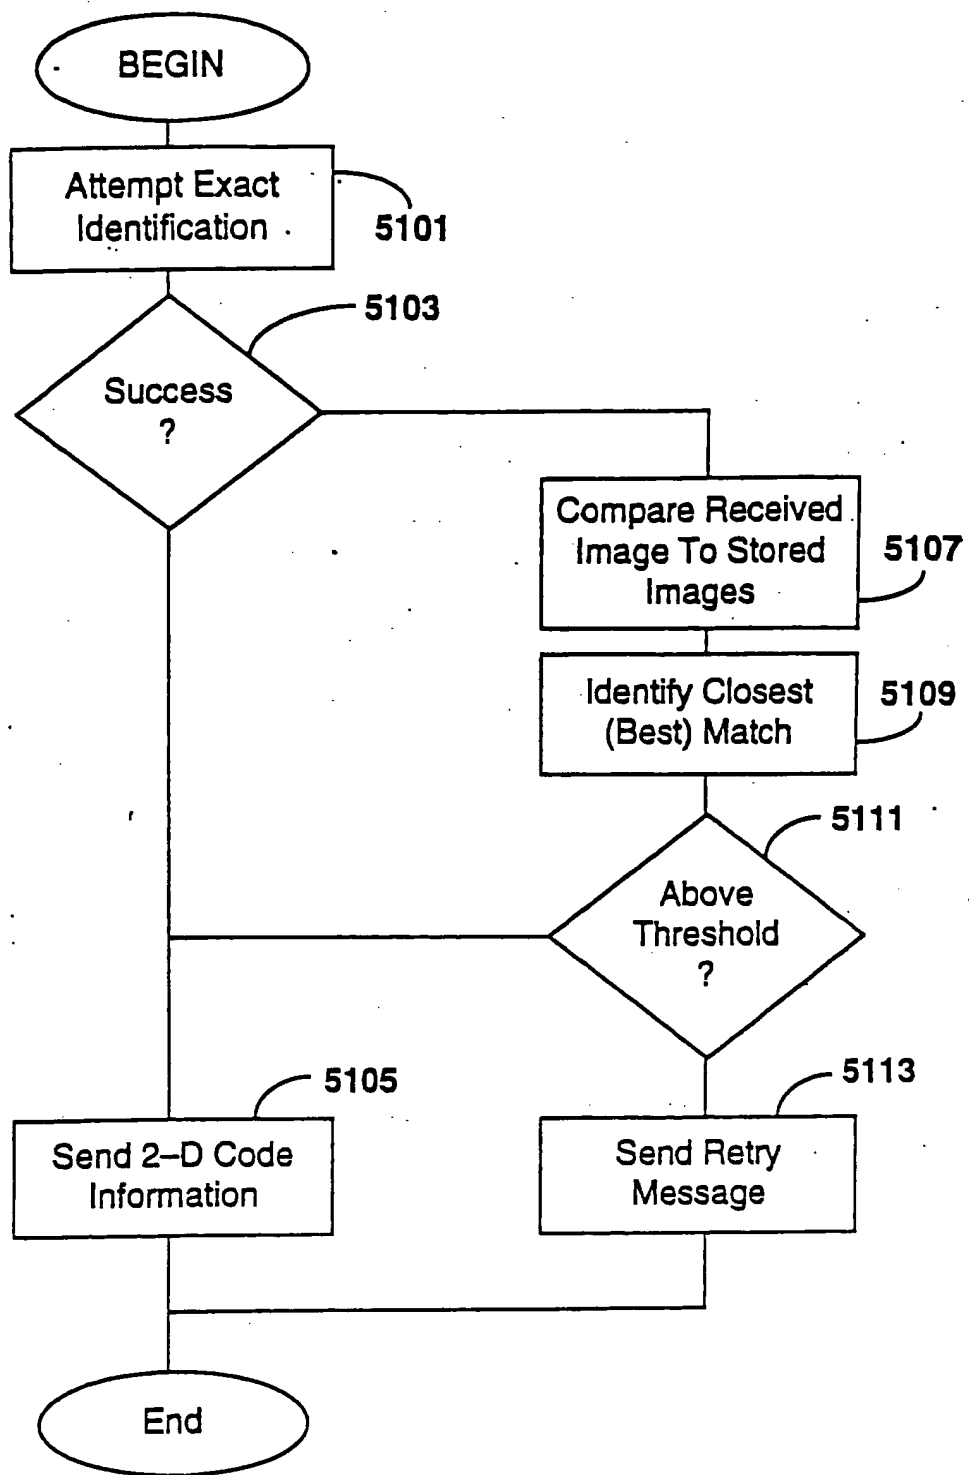 BEGIN
Attempt Exact
Identification
5101
5103
Success
?
Compare Received
Image To Stored
Images
5107
Identify Closest
(Best) Match
5109
5111
Above
Threshold
?
5105
Send 2–D Code
Information
5113
Send Retry
Message
End